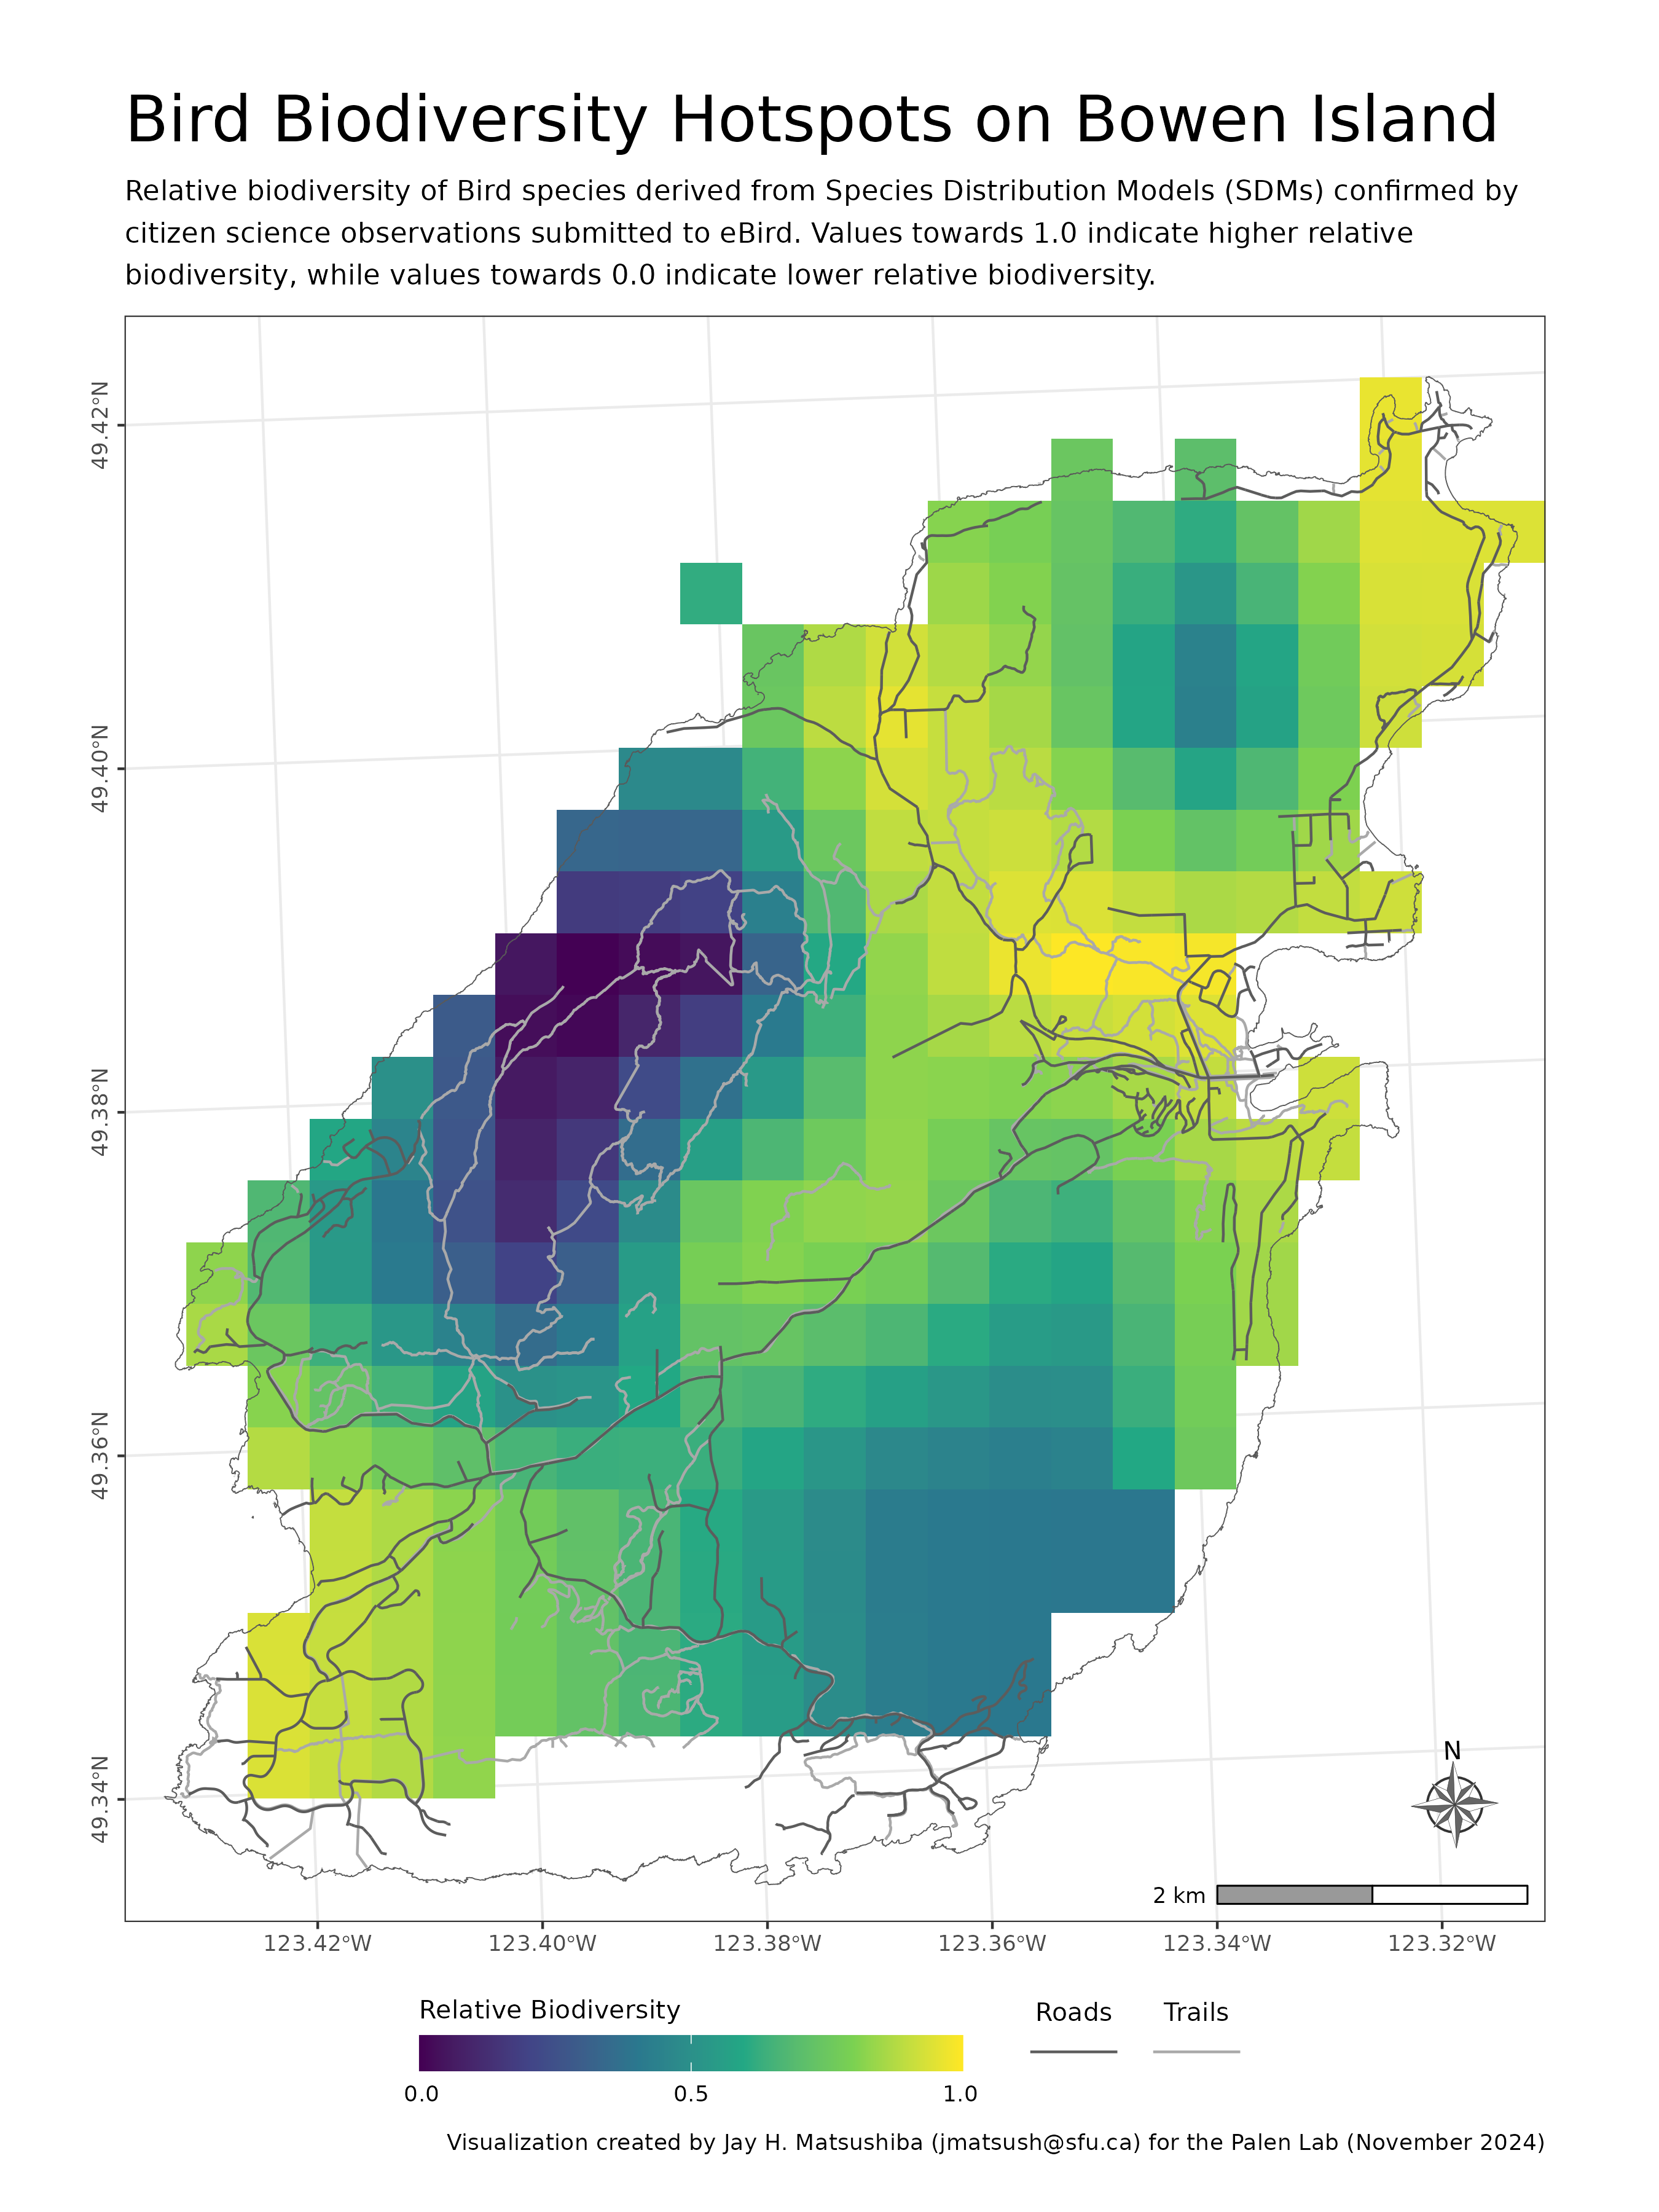 Bird Biodiversity Hotspots on Bowen Island
Relative biodiversity of Bird species derived from Species Distribution Models (SDMs) confirmed by
citizen science observations submitted to eBird. Values towards 1.0 indicate higher relative
biodiversity, while values towards 0.0 indicate lower relative biodiversity.
49.42°N
49.40°N
49.38°N
49.36°N
49.34°N
N
2 km
123.42°W
123.40°W
123.38°W
123.36°W
123.34°W
123.32°W
Relative Biodiversity
0.0
0.5
1.0
Roads
Trails
Visualization created by Jay H. Matsushiba (jmatsush@sfu.ca) for the Palen Lab (November 2024)